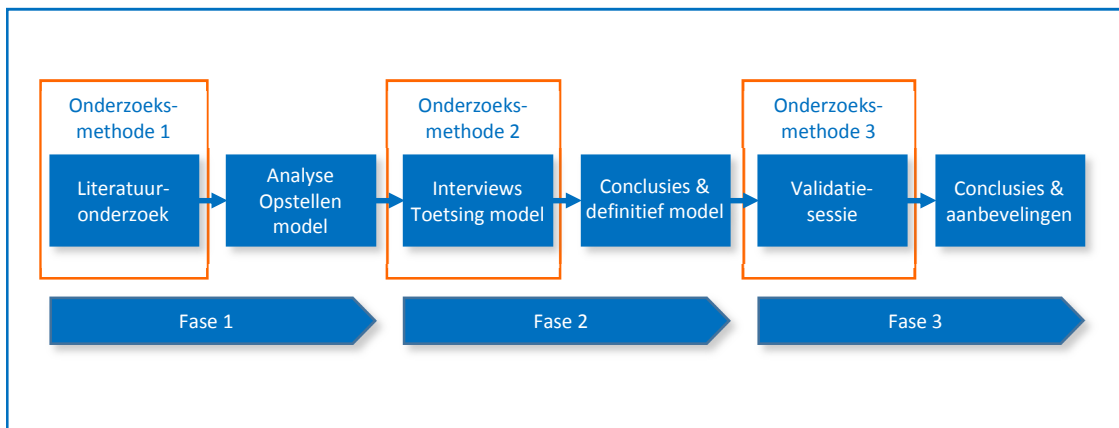 Onderzoeks-
methode 1
Onderzoeks-
methode 2
Onderzoeks-
methode 3
Literatuur-
onderzoek
Analyse
Opstellen
model
Interviews
Toetsing model
Conclusies &
definitief model
Validatie-
sessie
Conclusies &
aanbevelingen
Fase 1
Fase 2
Fase 3